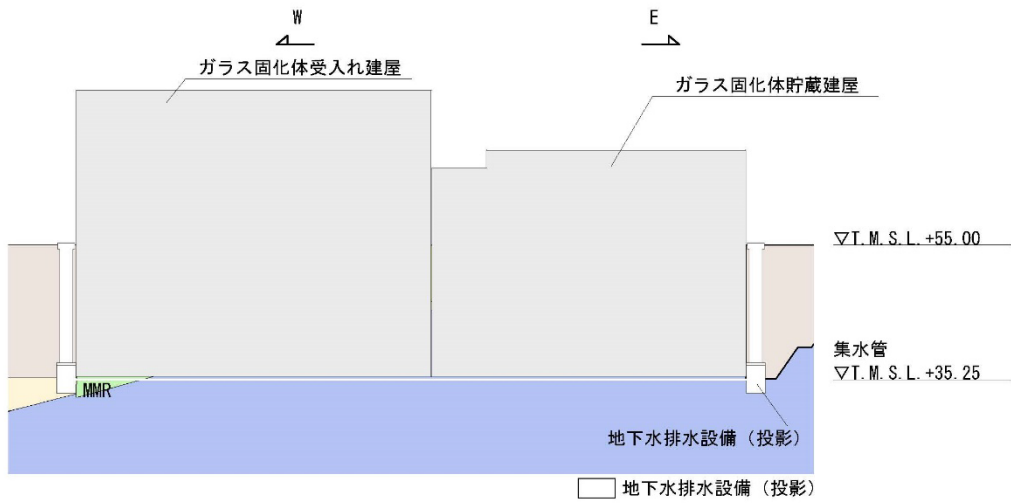 W
E
ガラス固化体受入れ建屋
ガラス固化体貯蔵建屋
▽T.M.S.L.+55.00
集水管
▽T.M.S.L.+35.25
MMR
地下水排水設備(投影)
地下水排水設備(投影)